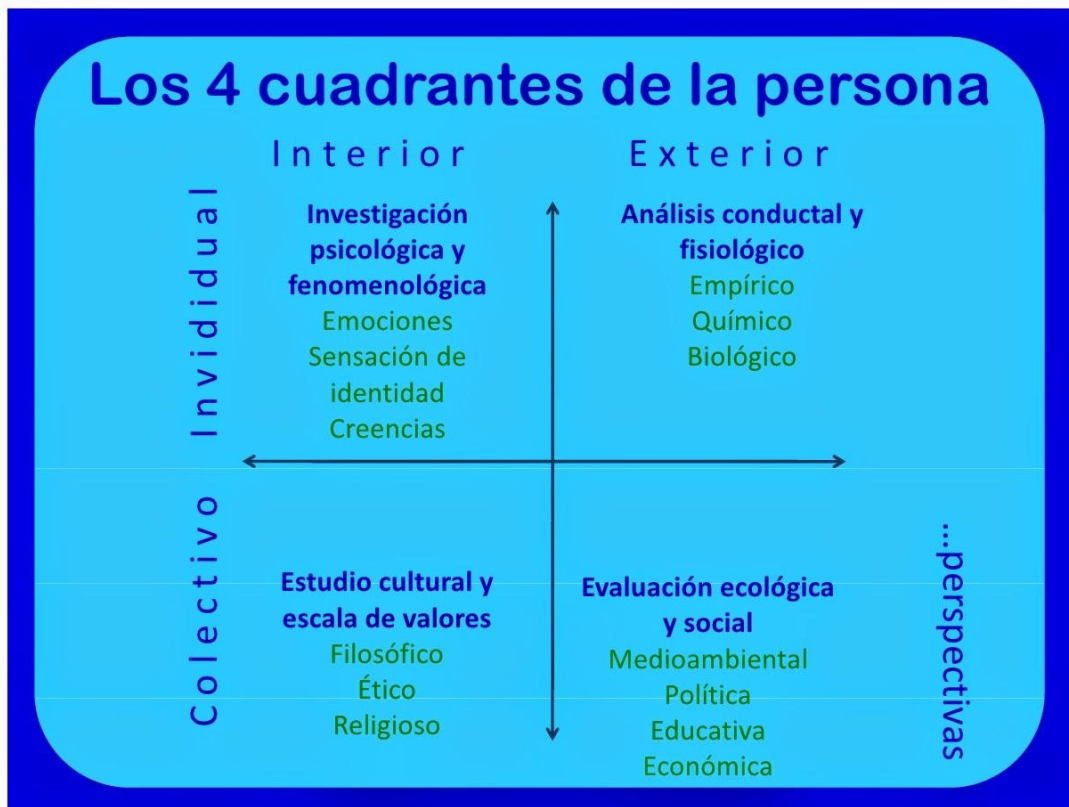 Los 4 cuadrantes de la persona
Interior
Exterior
Invididual
Investigación
psicológica y
fenomenológica
Emociones
Sensación de
identidad
Creencias
Análisis conductal y
fisiológico
Empírico
Químico
Biológico
Colectivo
Estudio cultural y
escala de valores
Filosófico
Ético
Religioso
Evaluación ecológica
y social
Medioambiental
Política
Educativa
Económica
...perspectivas